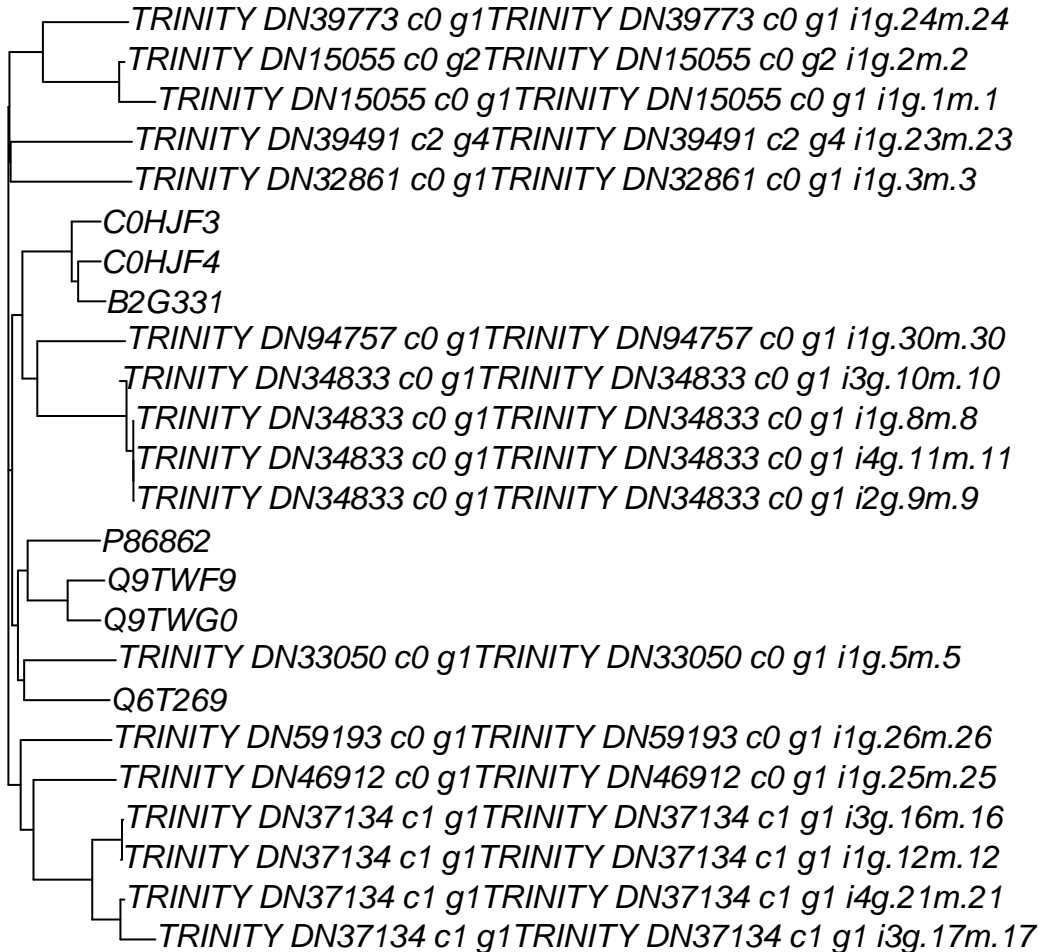 TRINITY DN39773 c0 g1TRINITY DN39773 c0 g1 i1g.24m.24
TRINITY DN15055 c0 g2TRINITY DN15055 c0 g2 i1g.2m.2
TRINITY DN15055 c0 g1TRINITY DN15055 c0 g1 i1g.1m.1
TRINITY DN39491 c2 g4TRINITY DN39491 c2 g4 i1g.23m.23
TRINITY DN32861 c0 g1TRINITY DN32861 c0 g1 i1g.3m.3
C0HJF3
C0HJF4
B2G331
TRINITY DN94757 c0 g1TRINITY DN94757 c0 g1 i1g.30m.30
TRINITY DN34833 c0 g1TRINITY DN34833 c0 g1 i3g.10m.10
TRINITY DN34833 c0 g1TRINITY DN34833 c0 g1 i1g.8m.8
TRINITY DN34833 c0 g1TRINITY DN34833 c0 g1 i4g.11m.11
TRINITY DN34833 c0 g1TRINITY DN34833 c0 g1 i2g.9m.9
P86862
Q9TWF9
Q9TWG0
TRINITY DN33050 c0 g1TRINITY DN33050 c0 g1 i1g.5m.5
Q6T269
TRINITY DN59193 c0 g1TRINITY DN59193 c0 g1 i1g.26m.26
TRINITY DN46912 c0 g1TRINITY DN46912 c0 g1 i1g.25m.25
TRINITY DN37134 c1 g1TRINITY DN37134 c1 g1 i3g.16m.16
TRINITY DN37134 c1 g1TRINITY DN37134 c1 g1 i1g.12m.12
TRINITY DN37134 c1 g1TRINITY DN37134 c1 g1 i4g.21m.21
TRINITY DN37134 c1 g1TRINITY DN37134 c1 g1 i3g.17m.17